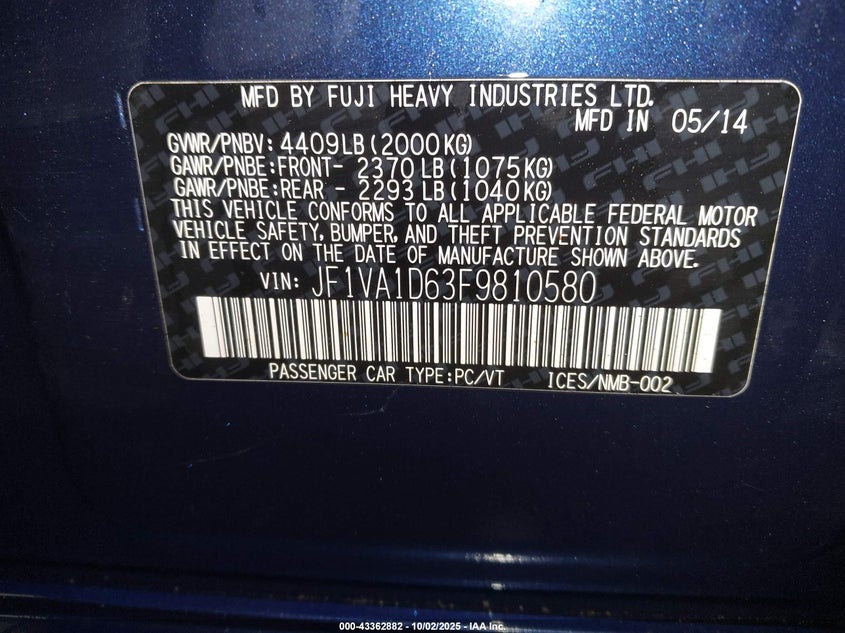 MFD BY FUJI HEAVY INDUSTRIES LTD.
MFD IN 05/14
GVWR/PNBV: 4409LB(2000KG)
GAWR/PNBE:FRONT- 2370 LB(1075KG)
GAWR/PNBE:REAR - 2293 LB(1040KG)
THIS VEHICLE CONFORMS TO ALL APPLICABLE FEDERAL MOTOR
VEHICLE SAFETY, BUMPER, AND THEFT PREVENTION STANDARDS
IN EFFECT ON THE DATE OF MANUFACTURE SHOWN ABOVE.
VIN: JF1VA1D63F9810580
PASSENGER CAR TYPE:PC/VT ICES/NMB-002
000-43362882 - 10/02/2025 - IAA Inc.